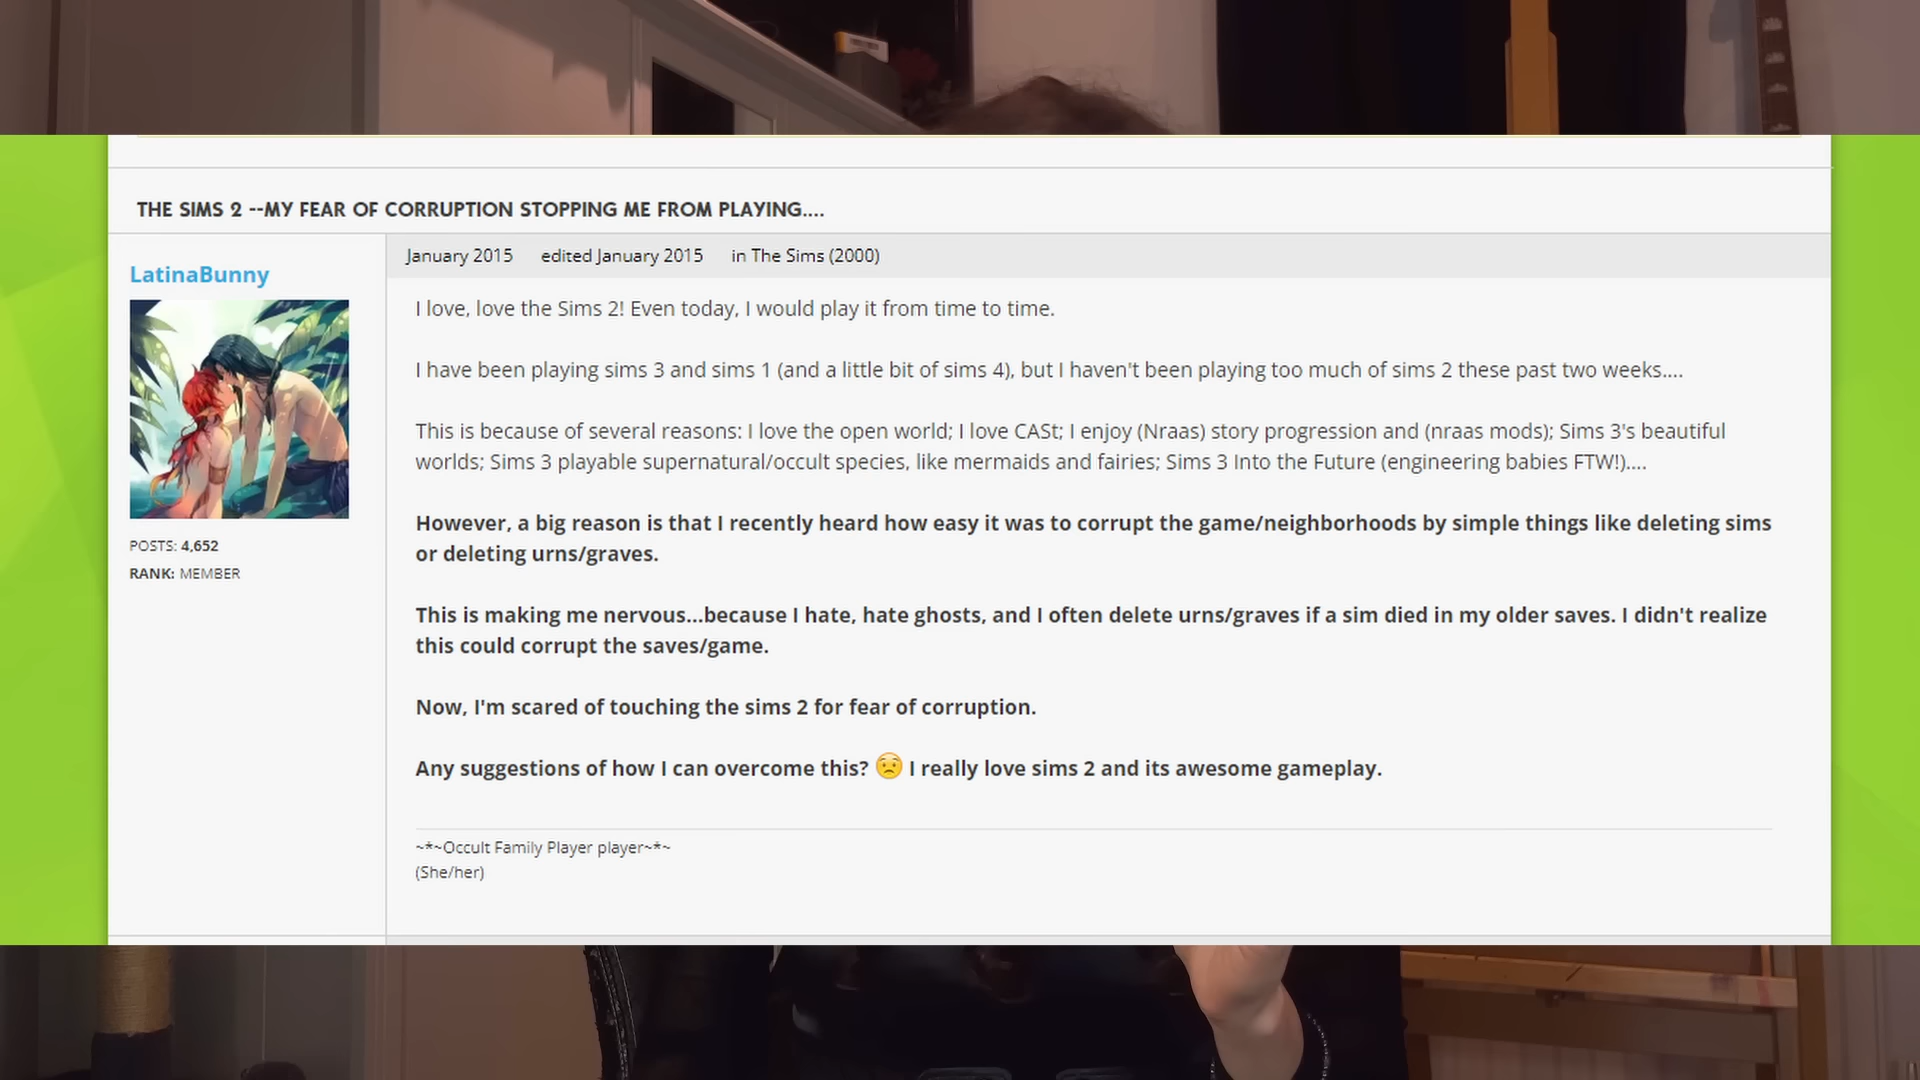 THE SIMS 2 --MY FEAR OF CORRUPTION STOPPING ME FROM PLAYING....
LatinaBunny
POSTS: 4,652
RANK: MEMBER
January 2015 edited January 2015 in The Sims (2000)
I love, love the Sims 2! Even today, I would play it from time to time.
I have been playing sims 3 and sims 1 (and a little bit of sims 4), but I haven't been playing too much of sims 2 these past two weeks....
This is because of several reasons: I love the open world; I love CASt; I enjoy (Nraas) story progression and (nraas mods); Sims 3's beautiful
worlds; Sims 3 playable supernatural/occult species, like mermaids and fairies; Sims 3 Into the Future (engineering babies FTW!)....
However, a big reason is that I recently heard how easy it was to corrupt the game/neighborhoods by simple things like deleting sims
or deleting urns/graves.
This is making me nervous...because I hate, hate ghosts, and I often delete urns/graves if a sim died in my older saves. I didn't realize
this could corrupt the saves/game.
Now, I'm scared of touching the sims 2 for fear of corruption.
Any suggestions of how I can overcome this? 😟 I really love sims 2 and its awesome gameplay.
~*~Occult Family Player player~*~
(She/her)